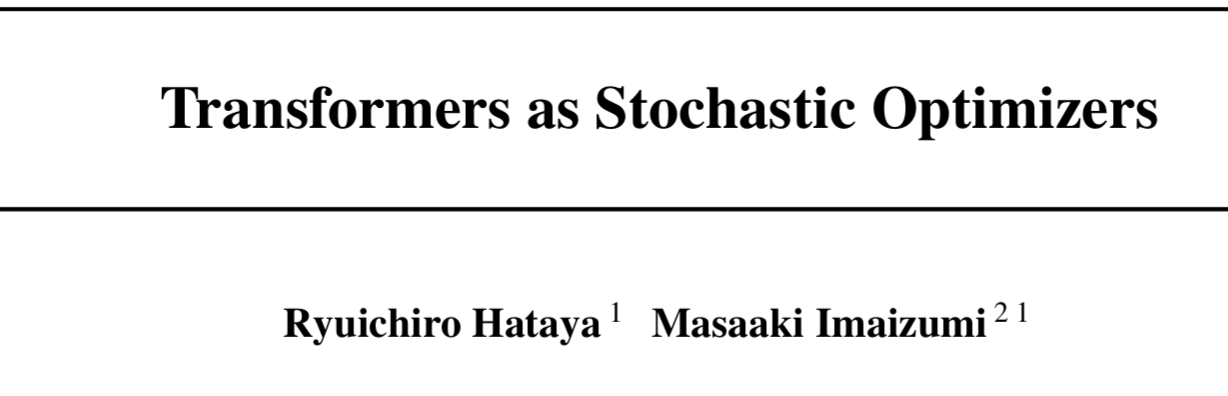 Transformers as Stochastic Optimizers
Ryuichiro Hataya 1 Masaaki Imaizumi 2 1